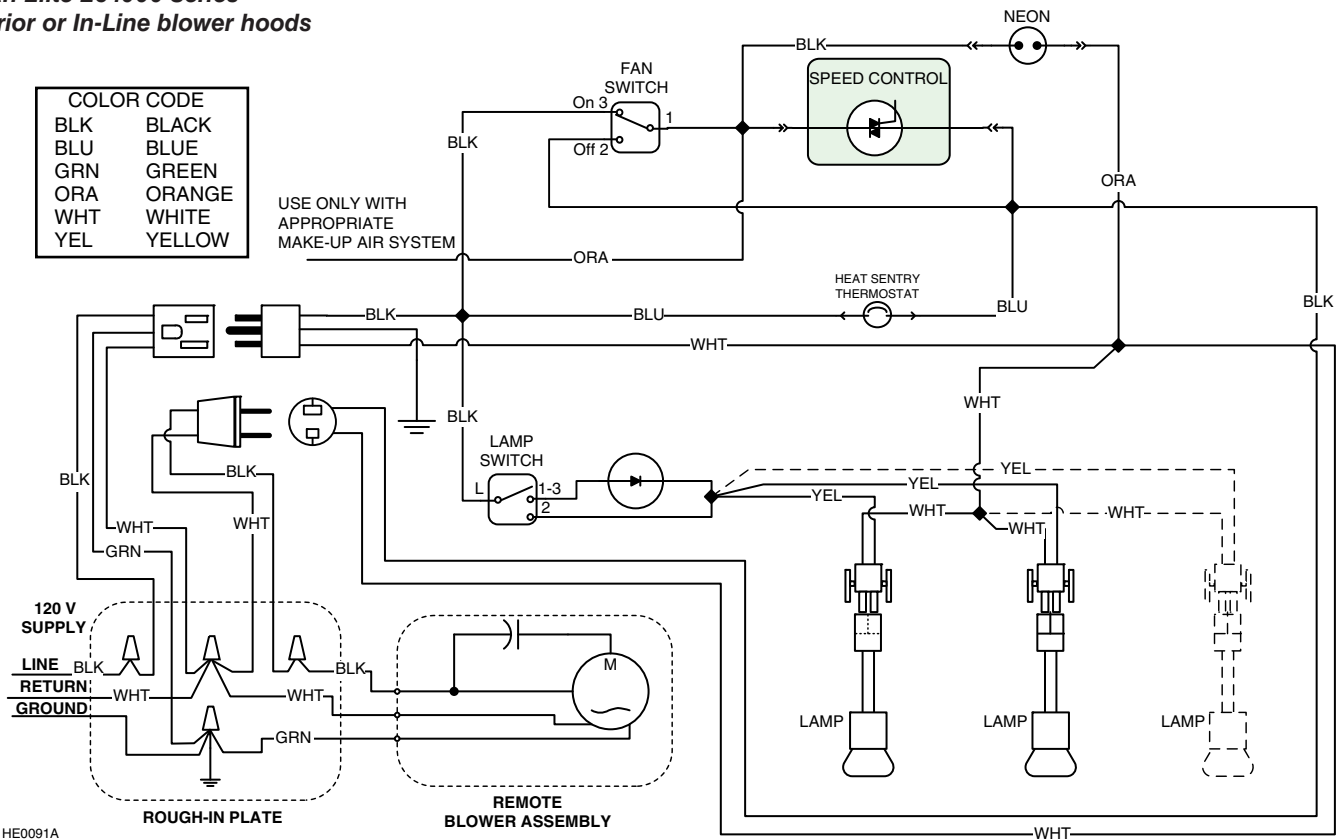 rior or In-Line blower hoods
COLOR CODE
BLK BLACK
BLU BLUE
GRN GREEN
ORA ORANGE
WHT WHITE
YEL YELLOW
NEON
BLK
FAN
SWITCH
On 3
1
Off 2
SPEED CONTROL
BLK
ORA
USE ONLY WITH
APPROPRIATE
MAKE-UP AIR SYSTEM
ORA
HEAT SENTRY
THERMOSTAT
BLK
BLU
BLU
BLK
WHT
BLK
WHT
LAMP
SWITCH
L
1-3
2
YEL
YEL
YEL
WHT
WHT
WHT
BLK
BLK
WHT
WHT
GRN
120 V
SUPPLY
LINE
BLK
RETURN
WHT
GROUND
BLK
WHT
GRN
M
LAMP
LAMP
LAMP
ROUGH-IN PLATE
REMOTE
BLOWER ASSEMBLY
WHT
HE0091A